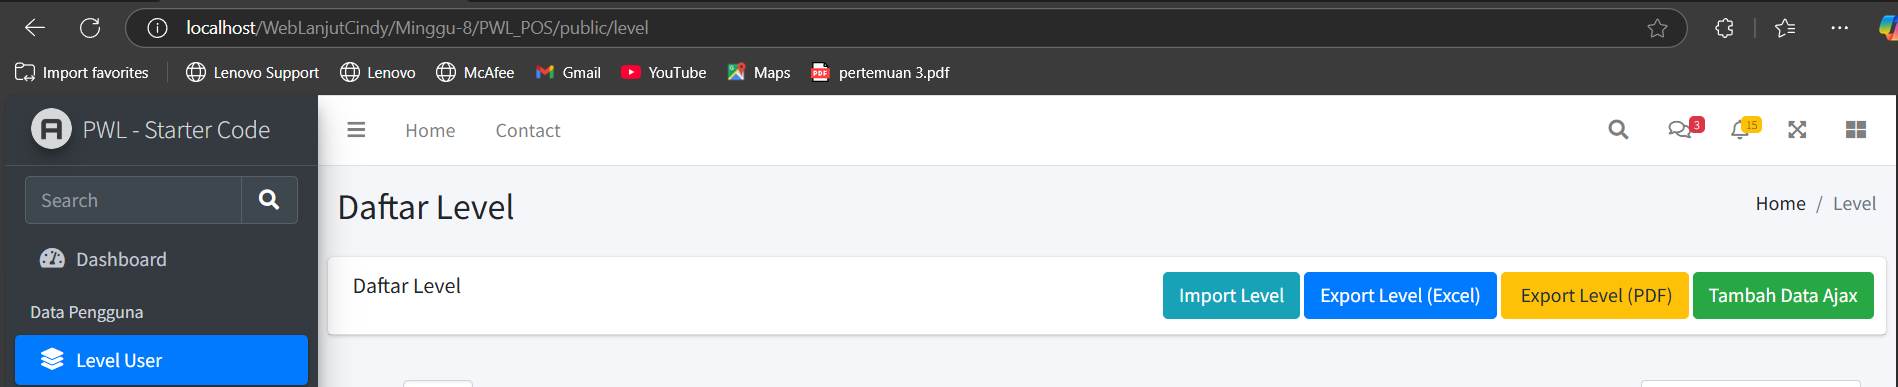 localhost/WebLanjutCindy/Minggu-8/PWL_POS/public/level
Import favorites Lenovo Support Lenovo McAfee Gmail YouTube Maps PDF pertemuan 3.pdf
A PWL - Starter Code Home Contact 3 15
Search
Daftar Level Home / Level
Dashboard
Daftar Level Import Level Export Level (Excel) Export Level (PDF) Tambah Data Ajax
Data Pengguna
Level User